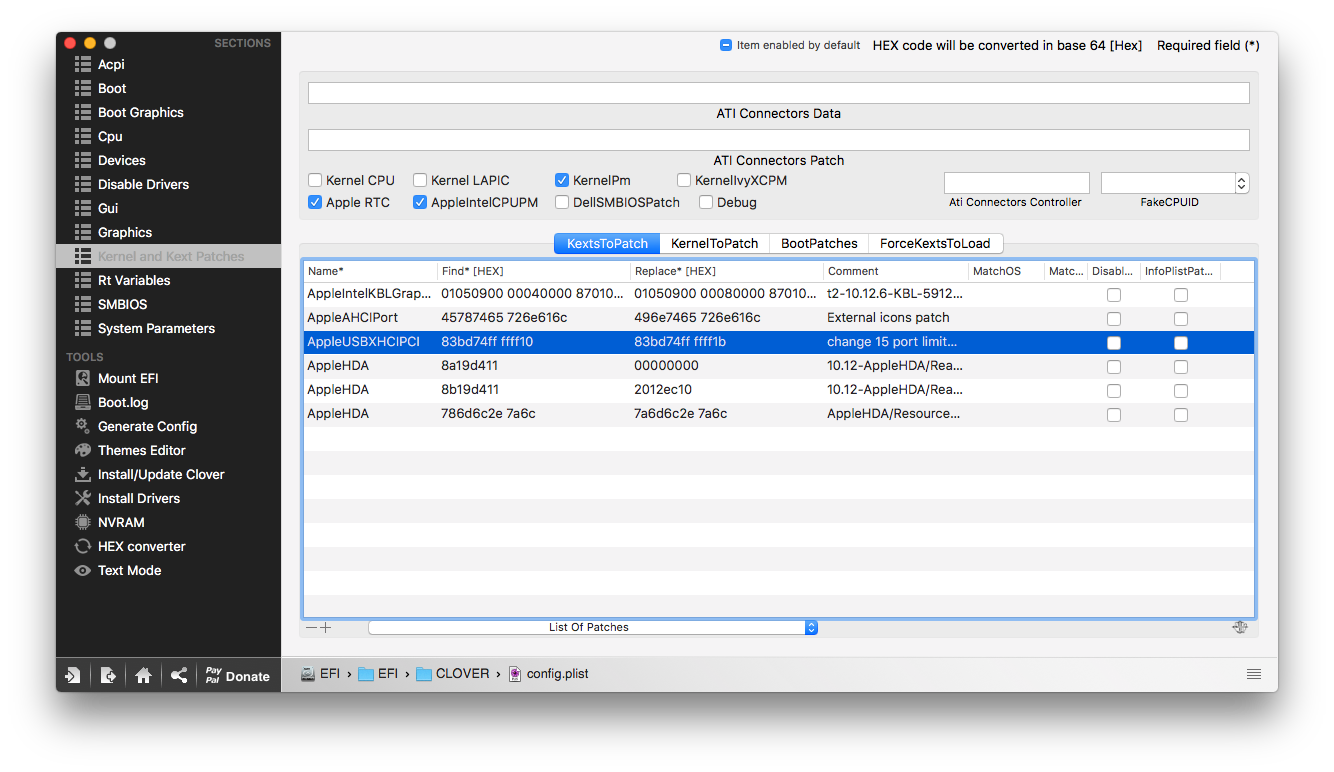 SECTIONS
Acpi
Boot
Boot Graphics
Cpu
Devices
Disable Drivers
Gui
Graphics
Kernel and Kext Patches
Rt Variables
SMBIOS
System Parameters
TOOLS
Mount EFI
Boot.log
Generate Config
Themes Editor
Install/Update Clover
Install Drivers
NVRAM
HEX converter
Text Mode
Pay
Pal Donate
Item enabled by default HEX code will be converted in base 64 [Hex] Required field (*)
ATI Connectors Data
ATI Connectors Patch
Kernel CPU Kernel LAPIC KernelPm KernelIvyXCPM
Apple RTC AppleIntelCPUPM DellSMBIOSPatch Debug
Ati Connectors Controller FakeCPUID
KextsToPatch KernelToPatch BootPatches ForceKextsToLoad
Name* Find* [HEX] Replace* [HEX] Comment MatchOS Matc... Disabl... InfoPlistPat...
AppleIntelKBLGrap... 01050900 00040000 87010... 01050900 00080000 87010... t2-10.12.6-KBL-5912...
AppleAHCIPort 45787465 726e616c 496e7465 726e616c External icons patch
AppleUSBXHCIPCI 83bd74ff ffff10 83bd74ff ffff1b change 15 port limit...
AppleHDA 8a19d411 00000000 10.12-AppleHDA/Rea...
AppleHDA 8b19d411 2012ec10 10.12-AppleHDA/Rea...
AppleHDA 786d6c2e 7a6c 7a6d6c2e 7a6c AppleHDA/Resource...
List Of Patches
EFI › EFI › CLOVER › config.plist